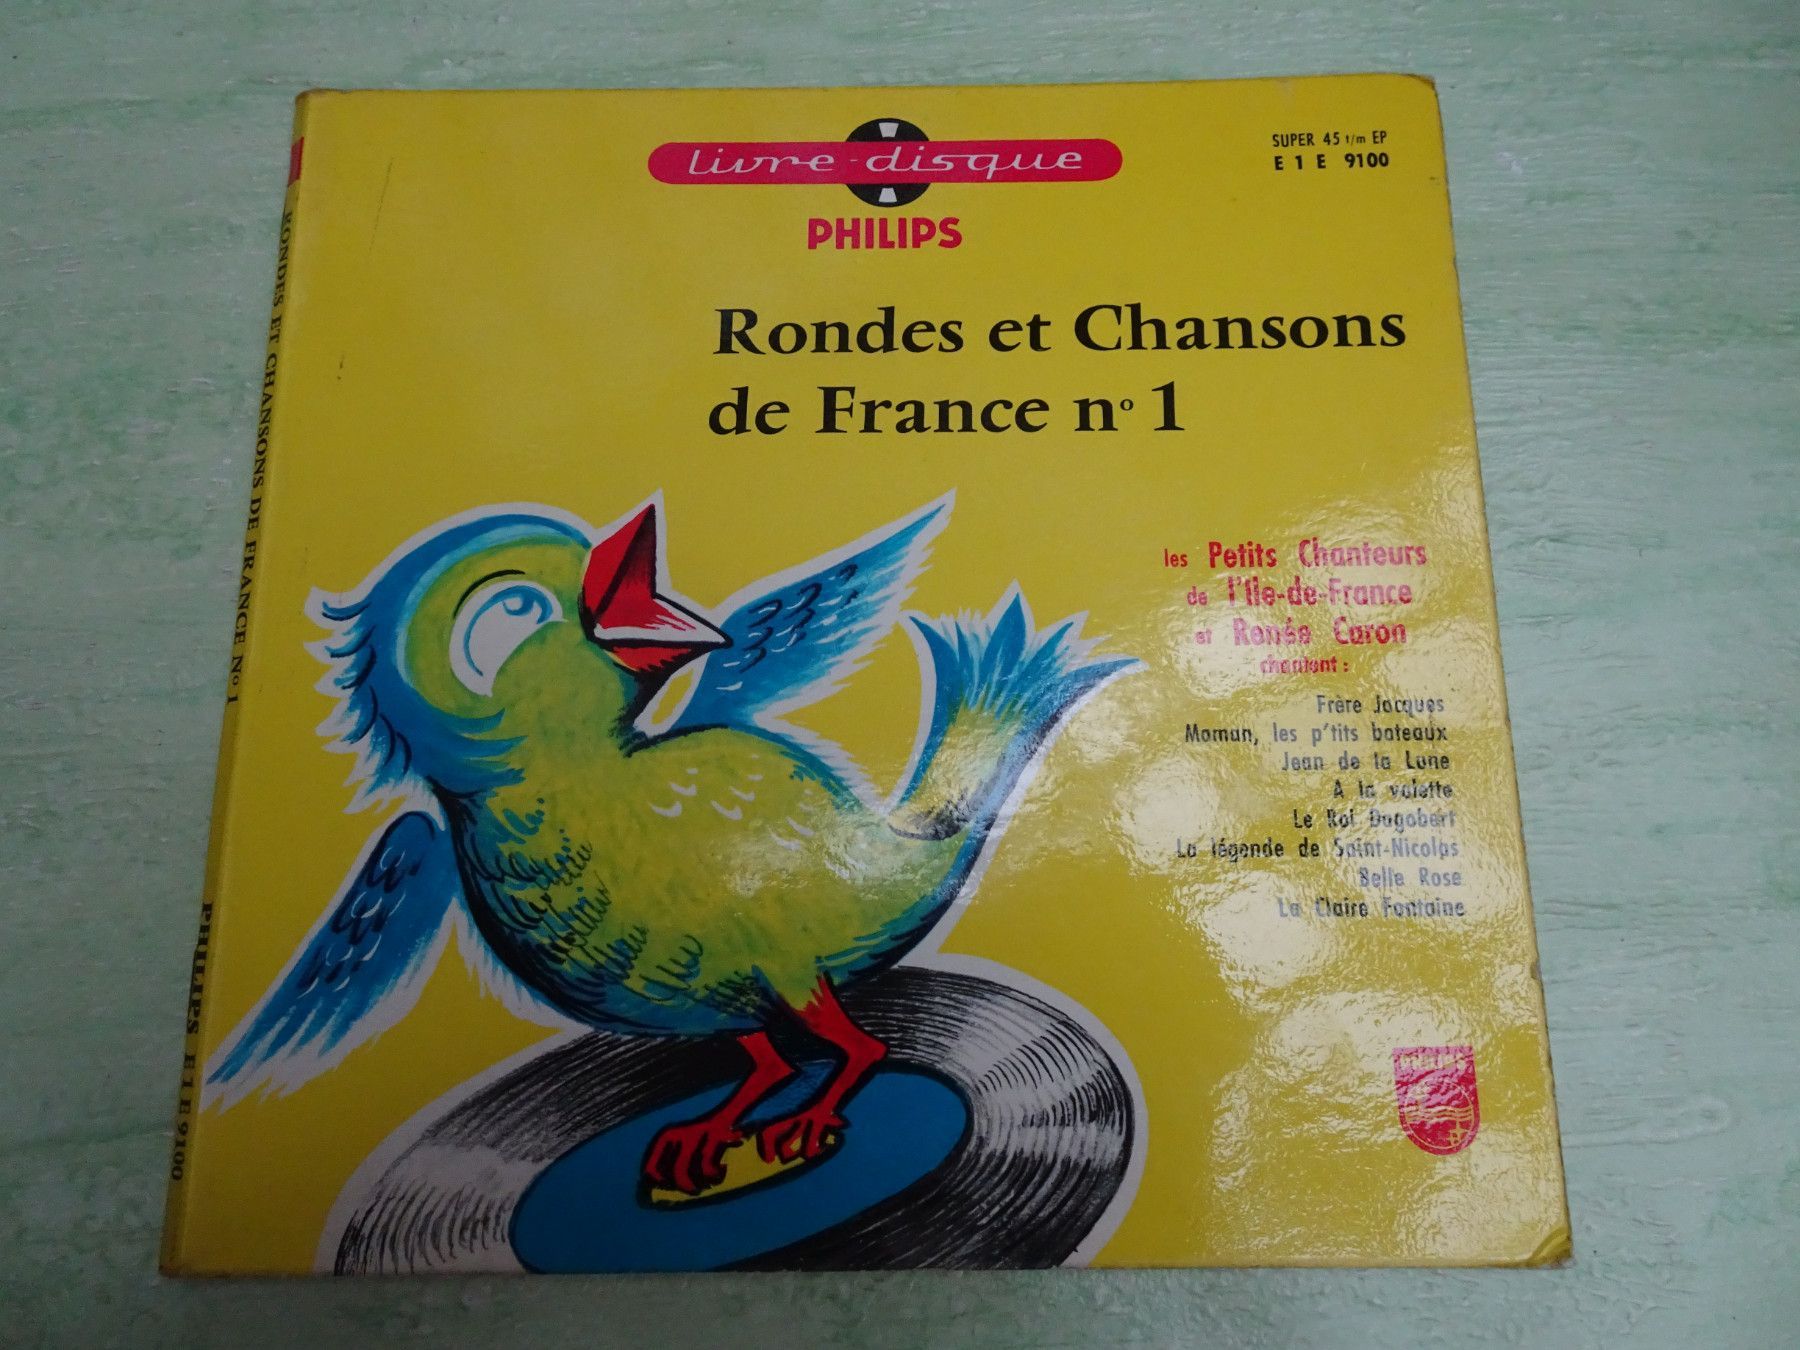 livre-disque
PHILIPS
SUPER 45 t/m EP
E 1 E 9100
Rondes et Chansons
de France nº 1
les Petits Chanteurs
de l'Ile-de-France
et Renée Caron
chantent :
Frère Jacques
Maman, les p'tits bateaux
Jean de la Lune
A la volette
Le Roi Dagobert
La légende de Saint-Nicolas
Belle Rose
La Claire Fontaine
PHILIPS
RONDES ET CHANSONS DE FRANCE Nº 1
PHILIPS E 1 E 9100